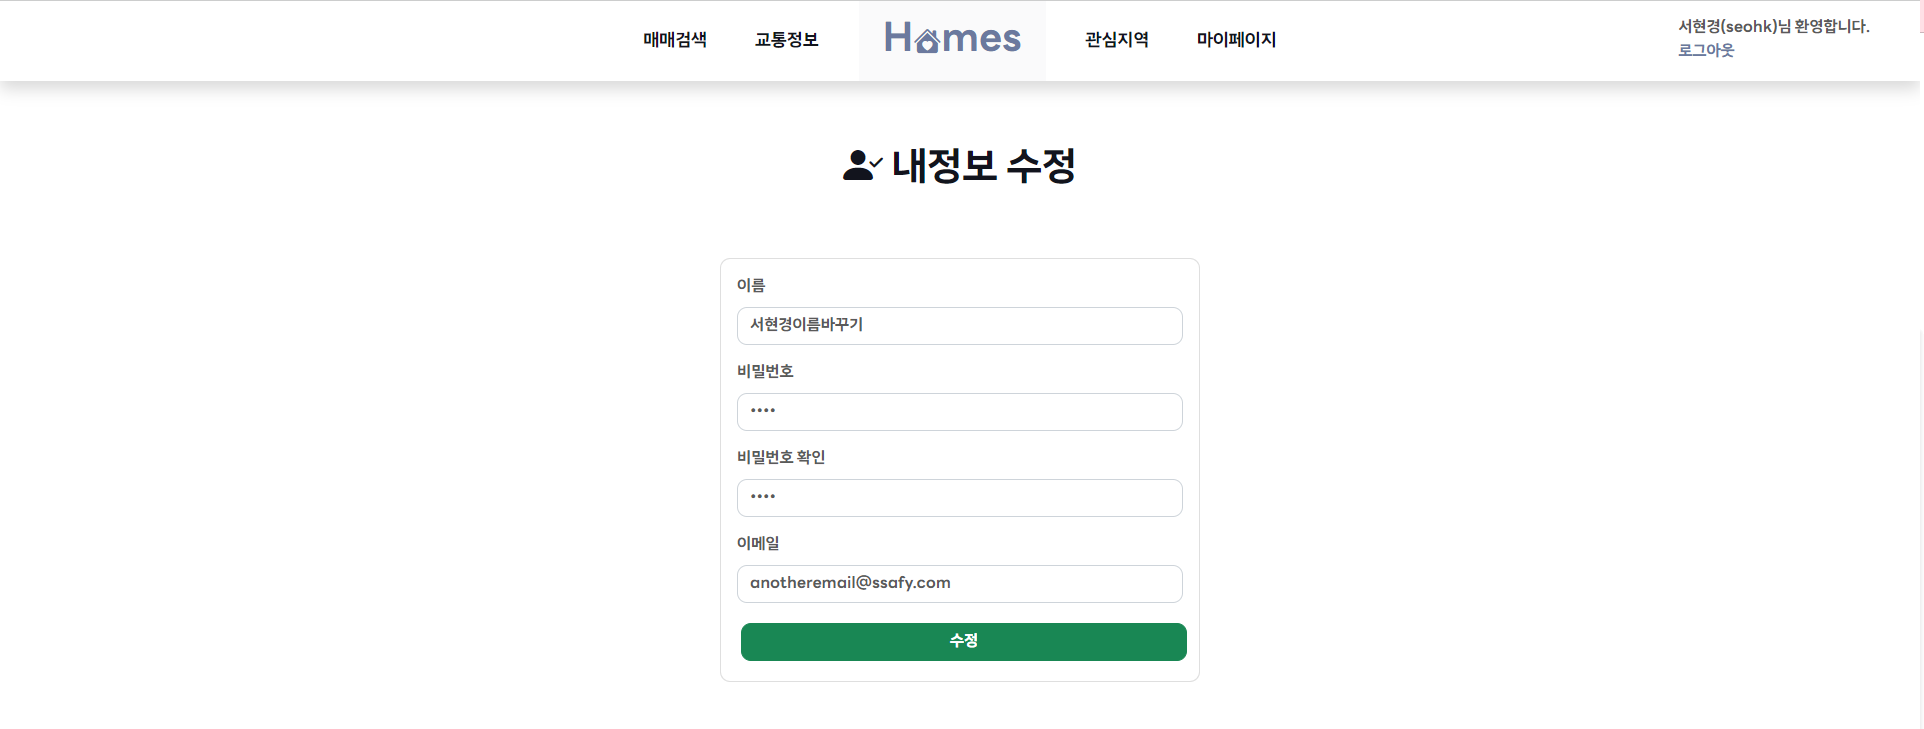 매매검색 교통정보 Homes 관심지역 마이페이지
서현경(seohk)님 환영합니다.
로그아웃
내정보 수정
이름
서현경이름바꾸기
비밀번호
••••
비밀번호 확인
••••
이메일
anotheremail@ssafy.com
수정